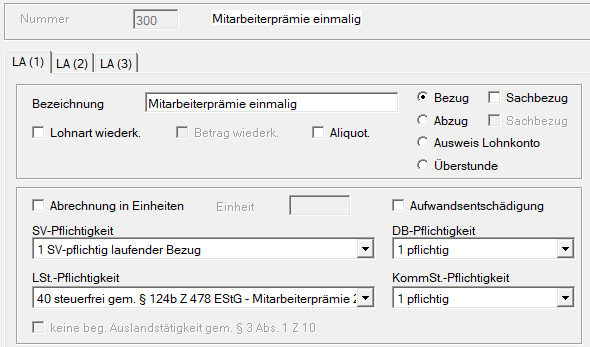 Nummer 300 Mitarbeiterprämie einmalig
LA (1) LA (2) LA (3)
Bezeichnung Mitarbeiterprämie einmalig Bezug Sachbezug
Lohnart wiederk. Betrag wiederk. Aliquot. Abzug Sachbezug
Ausweis Lohnkonto
Überstunde
Abrechnung in Einheiten Einheit Aufwandsentschädigung
SV-Pflichtigkeit DB-Pflichtigkeit
1 SV-pflichtig laufender Bezug 1 pflichtig
LSt.-Pflichtigkeit KommSt.-Pflichtigkeit
40 steuerfrei gem. § 124b Z 478 EStG - Mitarbeiterprämie 1 pflichtig
keine beg. Auslandstätigkeit gem. § 3 Abs. 1 Z 10